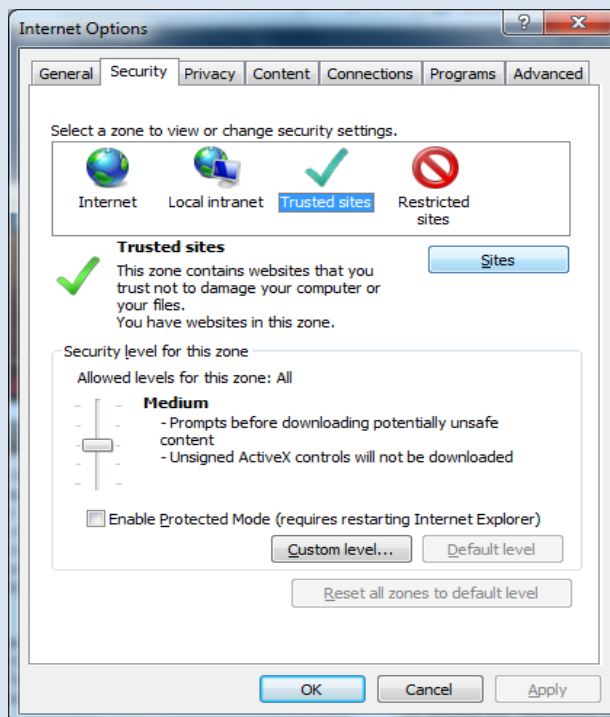 Internet Options
?
General Security Privacy Content Connections Programs Advanced
Select a zone to view or change security settings.
Internet Local intranet Trusted sites Restricted
sites
Trusted sites
Sites
This zone contains websites that you
trust not to damage your computer or
your files.
You have websites in this zone.
Security level for this zone
Allowed levels for this zone: All
Medium
- Prompts before downloading potentially unsafe
content
- Unsigned ActiveX controls will not be downloaded
Enable Protected Mode (requires restarting Internet Explorer)
Custom level... Default level
Reset all zones to default level
OK Cancel Apply